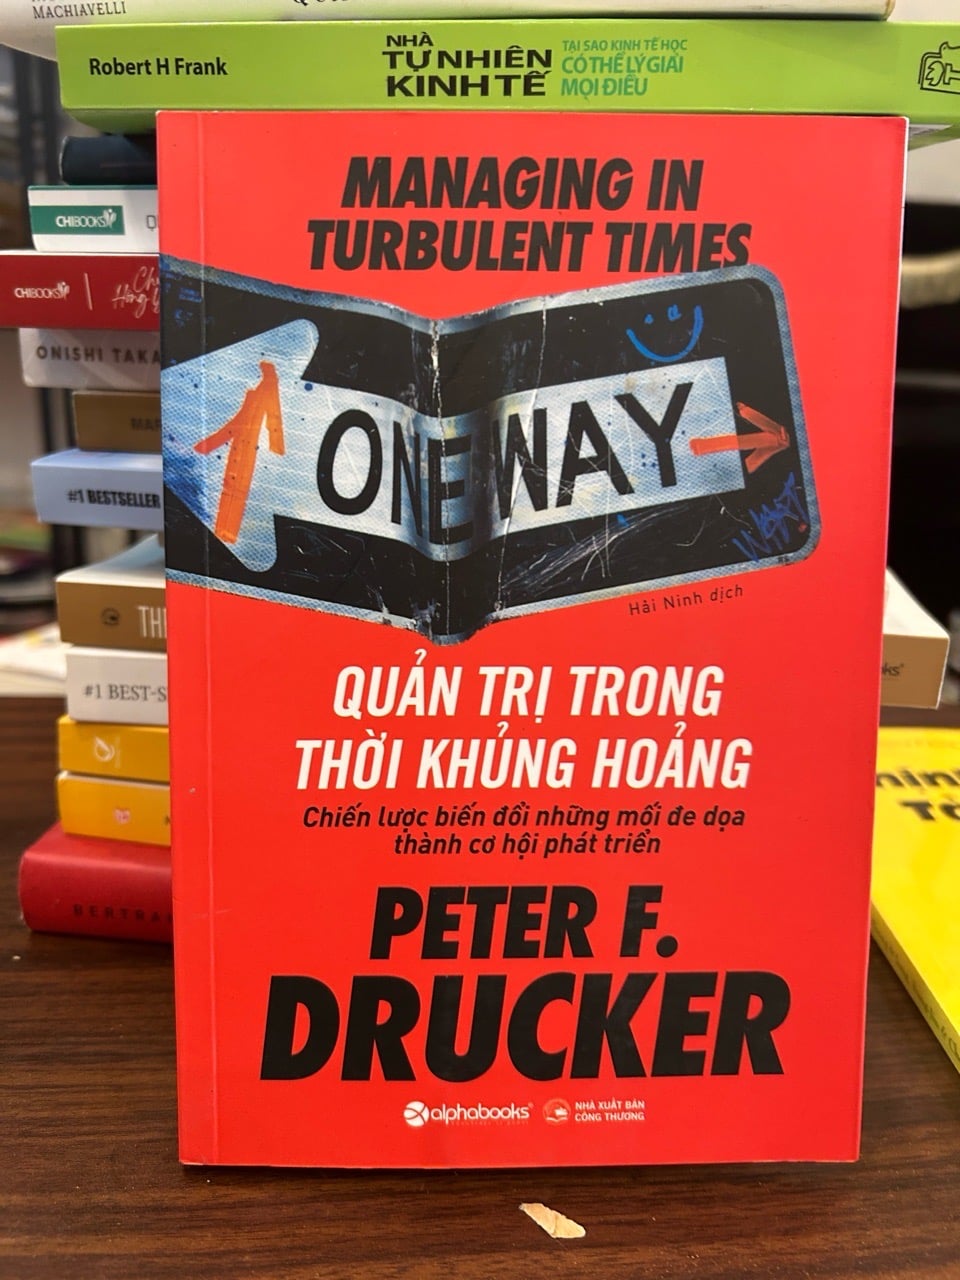 MACHIAVELLI
Robert H Frank
NHÀ
TỰ NHIÊN
KINH TẾ
TẠI SAO KINH TẾ HỌC
CÓ THỂ LÝ GIẢI
MỌI ĐIỀU
CHIBOOKS
CHIBOOKS
ONISHI TAKA
MAR
#1 BESTSELLER
TH
#1 BEST-S
BERTRA
MANAGING IN
TURBULENT TIMES
ONE WAY
Hải Ninh dịch
QUẢN TRỊ TRONG
THỜI KHỦNG HOẢNG
Chiến lược biến đổi những mối đe dọa
thành cơ hội phát triển
PETER F.
DRUCKER
alphabooks
NHÀ XUẤT BẢN
CÔNG THƯƠNG